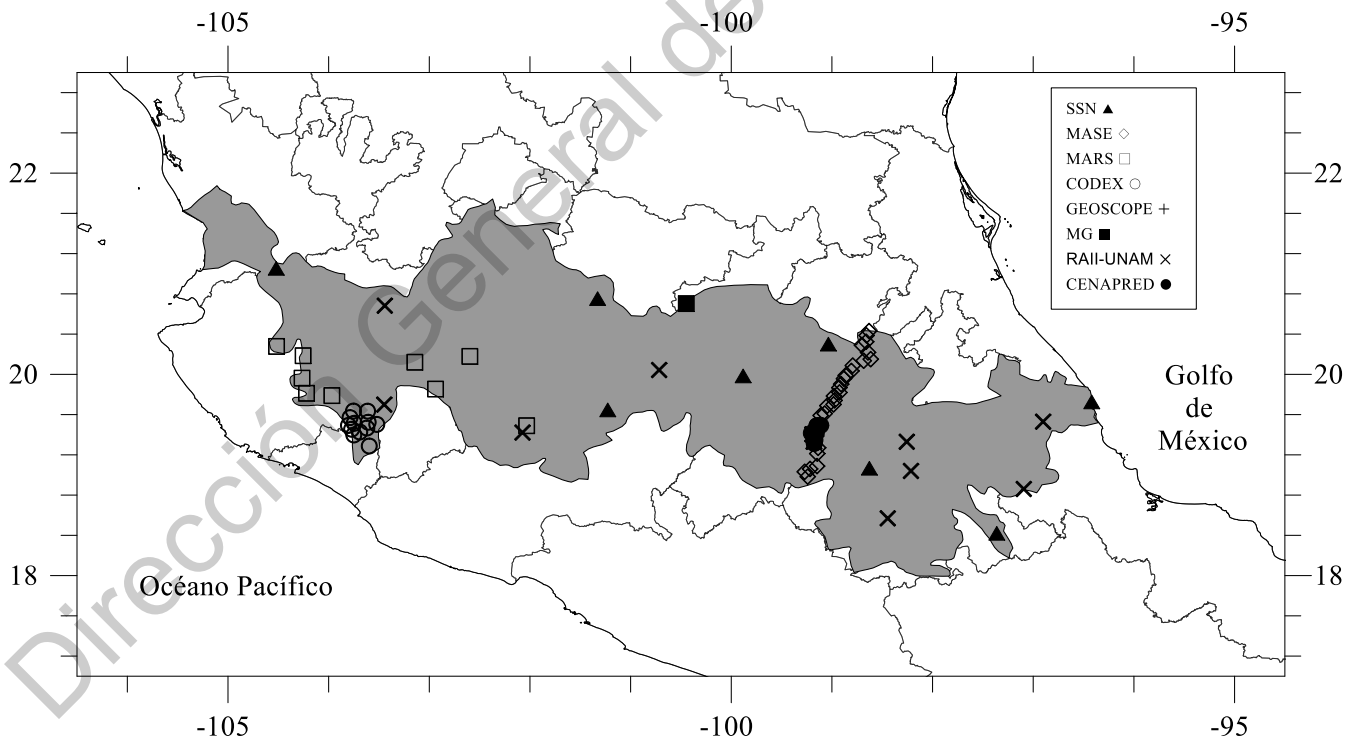 -105 -100 -95
22 22
20 20
18 18
-105 -100 -95
SSN
MASE
MARS
CODEX
GEOSCOPE
MG
RAII-UNAM
CENAPRED
Golfo
de
México
Océano Pacífico
Dirección General de